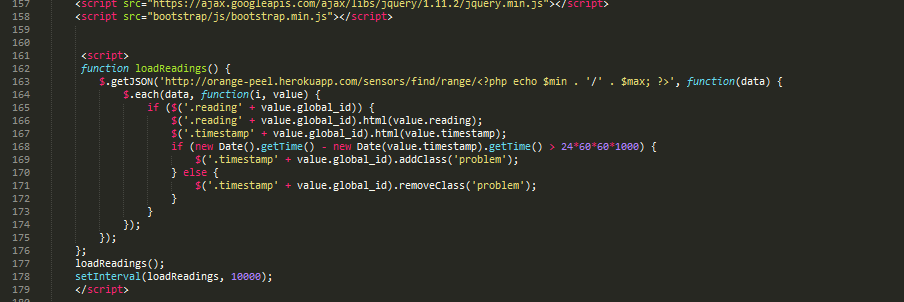 157 <script src="https://ajax.googleapis.com/ajax/libs/jquery/1.11.2/jquery.min.js"></script>
158 <script src="bootstrap/js/bootstrap.min.js"></script>
159
160
161 <script>
162 function loadReadings() {
163 $.getJSON('http://orange-peel.herokuapp.com/sensors/find/range/<?php echo $min . '/' . $max; ?>', function(data) {
164 $.each(data, function(i, value) {
165 if ($('.reading' + value.global_id)) {
166 $('.reading' + value.global_id).html(value.reading);
167 $('.timestamp' + value.global_id).html(value.timestamp);
168 if (new Date().getTime() - new Date(value.timestamp).getTime() > 24*60*60*1000) {
169 $('.timestamp' + value.global_id).addClass('problem');
170 } else {
171 $('.timestamp' + value.global_id).removeClass('problem');
172 }
173 }
174 });
175 });
176 };
177 loadReadings();
178 setInterval(loadReadings, 10000);
179 </script>